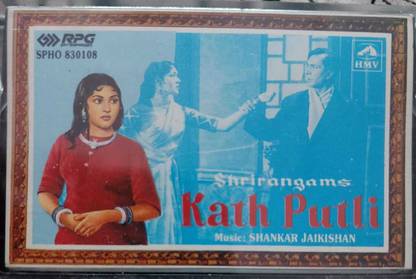 RPG
SPHO 830108
HMV
Shrirangams
Kath Putli
Music: SHANKAR JAIKISHAN